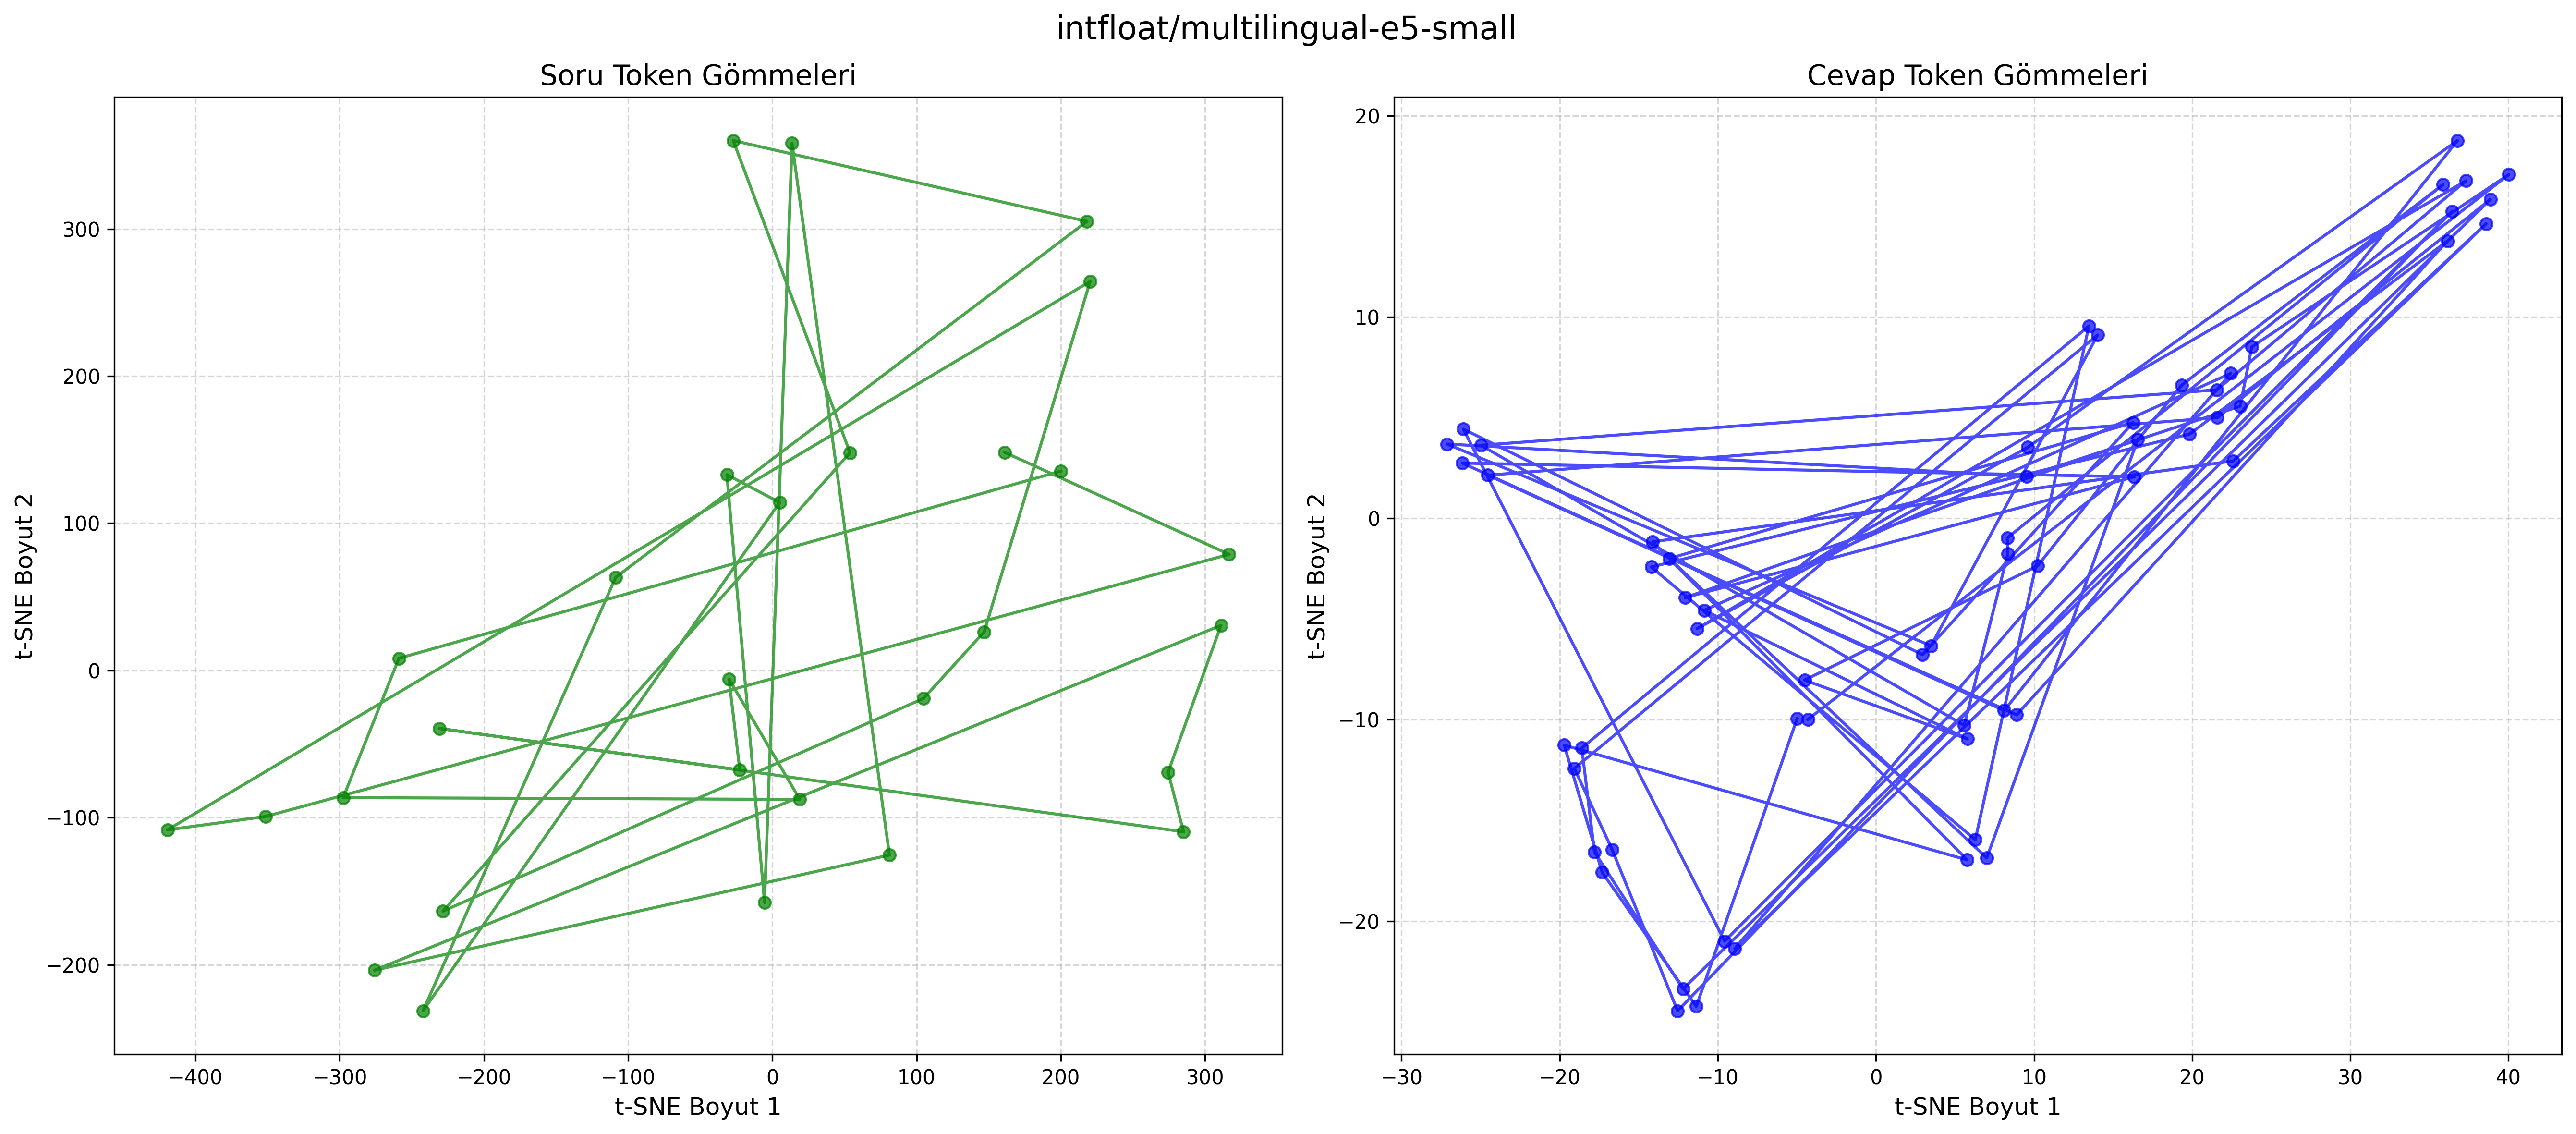 intfloat/multilingual-e5-small
Soru Token Gömmeleri
300
200
100
0
−100
−200
t-SNE Boyut 2
−400 −300 −200 −100 0 100 200 300
t-SNE Boyut 1
Cevap Token Gömmeleri
20
10
0
−10
−20
t-SNE Boyut 2
−30 −20 −10 0 10 20 30 40
t-SNE Boyut 1